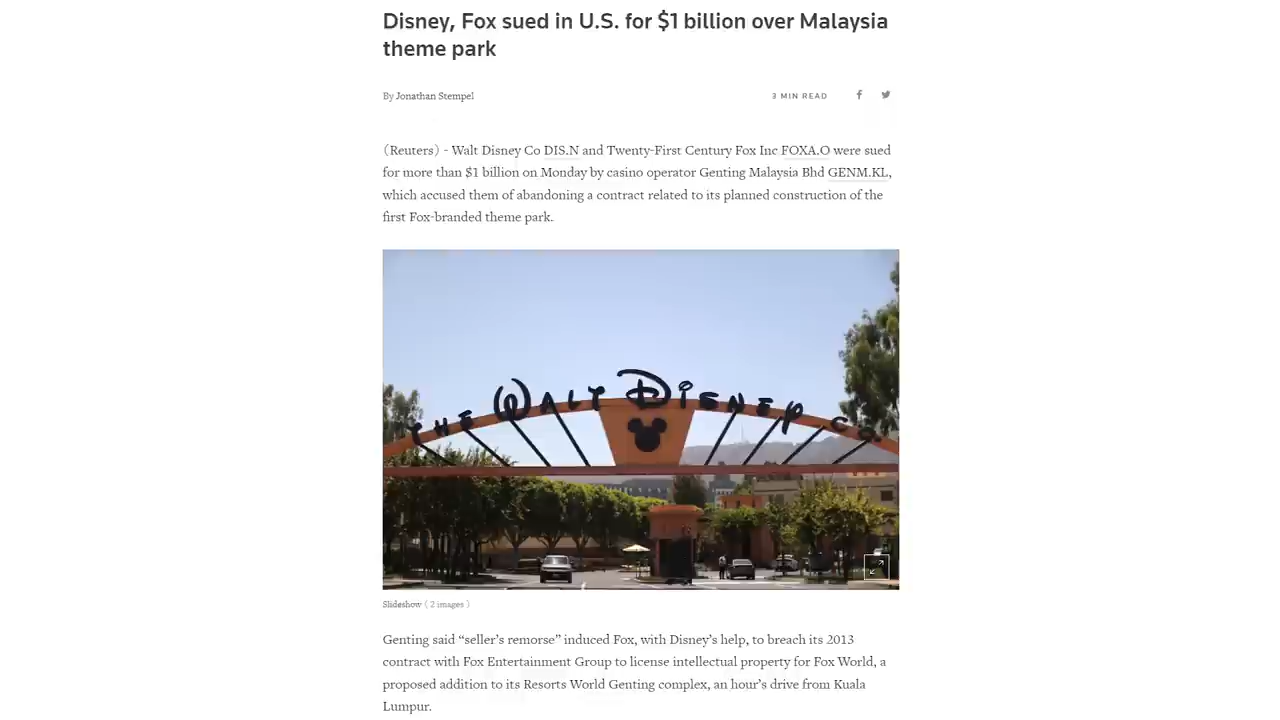 Disney, Fox sued in U.S. for $1 billion over Malaysia
theme park
By Jonathan Stempel
3 MIN READ
(Reuters) - Walt Disney Co DIS.N and Twenty-First Century Fox Inc FOXA.O were sued
for more than $1 billion on Monday by casino operator Genting Malaysia Bhd GENM.KL,
which accused them of abandoning a contract related to its planned construction of the
first Fox-branded theme park.
THE WALT DISNEY CO.
Slideshow ( 2 images )
Genting said “seller’s remorse” induced Fox, with Disney’s help, to breach its 2013
contract with Fox Entertainment Group to license intellectual property for Fox World, a
proposed addition to its Resorts World Genting complex, an hour’s drive from Kuala
Lumpur.